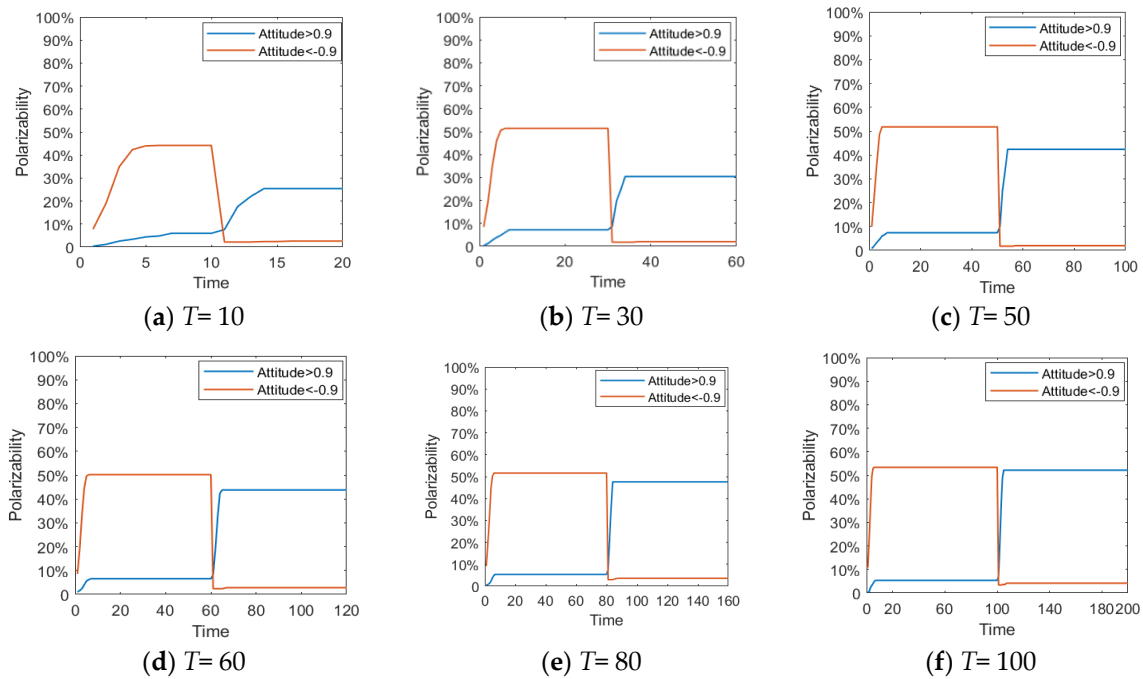 100%
90%
80%
70%
60%
50%
40%
30%
20%
10%
0
Polarizability
Attitude>0.9
Attitude<-0.9
0 5 10 15 20
Time
(a) T= 10
100%
90%
80%
70%
60%
50%
40%
30%
20%
10%
0
Polarizability
Attitude>0.9
Attitude<-0.9
0 20 40 60
Time
(b) T= 30
100%
90%
80%
70%
60%
50%
40%
30%
20%
10%
0
Polarizability
Attitude>0.9
Attitude<-0.9
0 20 40 60 80 100
Time
(c) T= 50
100%
90%
80%
70%
60%
50%
40%
30%
20%
10%
0
Polarizability
Attitude>0.9
Attitude<-0.9
0 20 40 60 80 100 120
Time
(d) T= 60
100%
90%
80%
70%
60%
50%
40%
30%
20%
10%
0
Polarizability
Attitude>0.9
Attitude<-0.9
0 20 40 60 80 100 120 140 160
Time
(e) T= 80
100%
90%
80%
70%
60%
50%
40%
30%
20%
10%
0
Polarizability
Attitude>0.9
Attitude<-0.9
0 20 60 100 140 180 200
Time
(f) T= 100